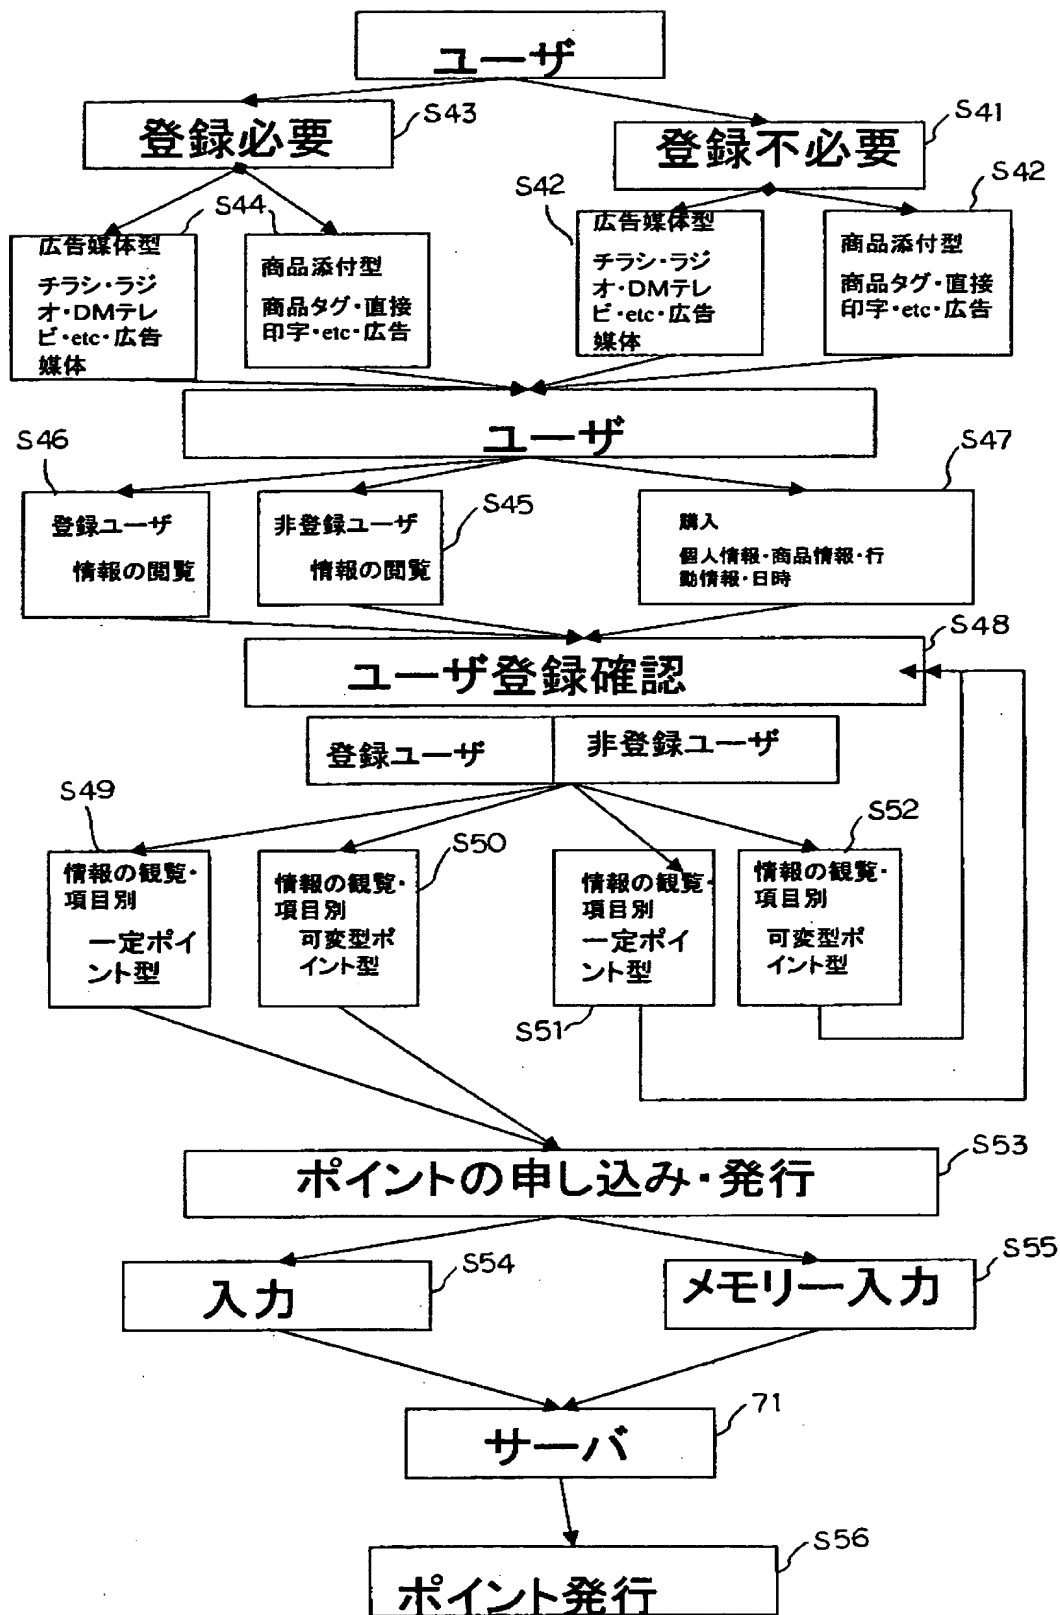 ユーザ
S43
登録必要
S41
登録不必要
S44
S42
S42
広告媒体型
チラシ・ラジ
オ・DMテレ
ビ・etc・広告
媒体
商品添付型
商品タグ・直接
印字・etc・広告
広告媒体型
チラシ・ラジ
オ・DMテレ
ビ・etc・広告
媒体
商品添付型
商品タグ・直接
印字・etc・広告
ユーザ
S46
S45
S47
登録ユーザ
情報の閲覧
非登録ユーザ
情報の閲覧
購入
個人情報・商品情報・行
動情報・日時
S48
ユーザ登録確認
登録ユーザ
非登録ユーザ
S49
S50
S52
情報の観覧・
項目別
一定ポイ
ント型
情報の観覧・
項目別
可変型ポ
イント型
情報の観覧・
項目別
一定ポイ
ント型
情報の観覧・
項目別
可変型ポ
イント型
S51
S53
ポイントの申し込み・発行
S54
入力
S55
メモリー入力
71
サーバ
S56
ポイント発行